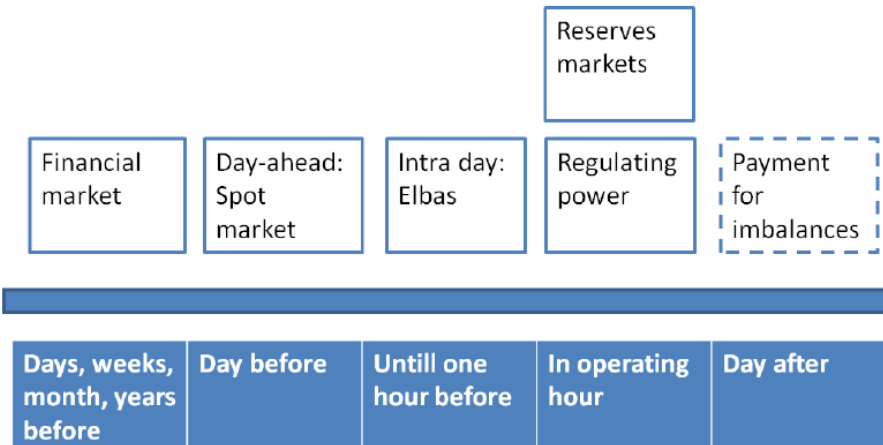 Reserves
markets
Financial
market
Day-ahead:
Spot
market
Intra day:
Elbas
Regulating
power
Payment
for
imbalances
Days, weeks,
month, years
before
Day before
Untill one
hour before
In operating
hour
Day after